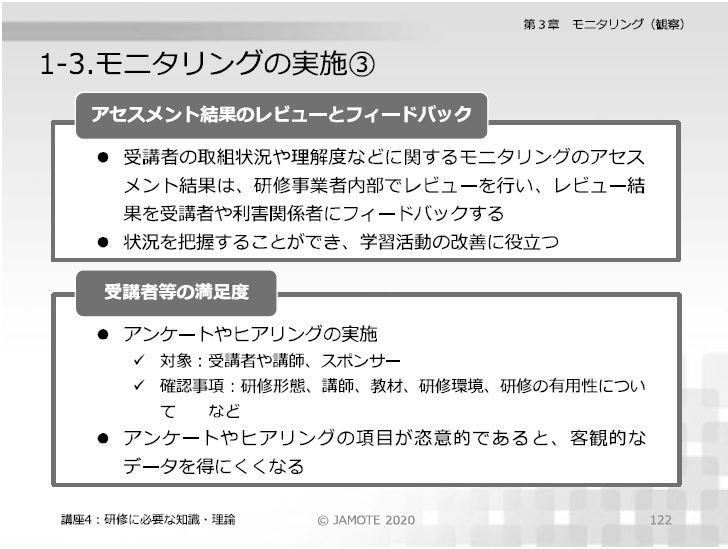 第３章　モニタリング（観察）
1-3.モニタリングの実施③
アセスメント結果のレビューとフィードバック
● 受講者の取組状況や理解度などに関するモニタリングのアセス
メント結果は、研修事業者内部でレビューを行い、レビュー結
果を受講者や利害関係者にフィードバックする
● 状況を把握することができ、学習活動の改善に役立つ
受講者等の満足度
● アンケートやヒアリングの実施
✓ 対象：受講者や講師、スポンサー
✓ 確認事項：研修形態、講師、教材、研修環境、研修の有用性につい
て　　など
● アンケートやヒアリングの項目が恣意的であると、客観的な
データを得にくくなる
講座4：研修に必要な知識・理論
© JAMOTE 2020
122